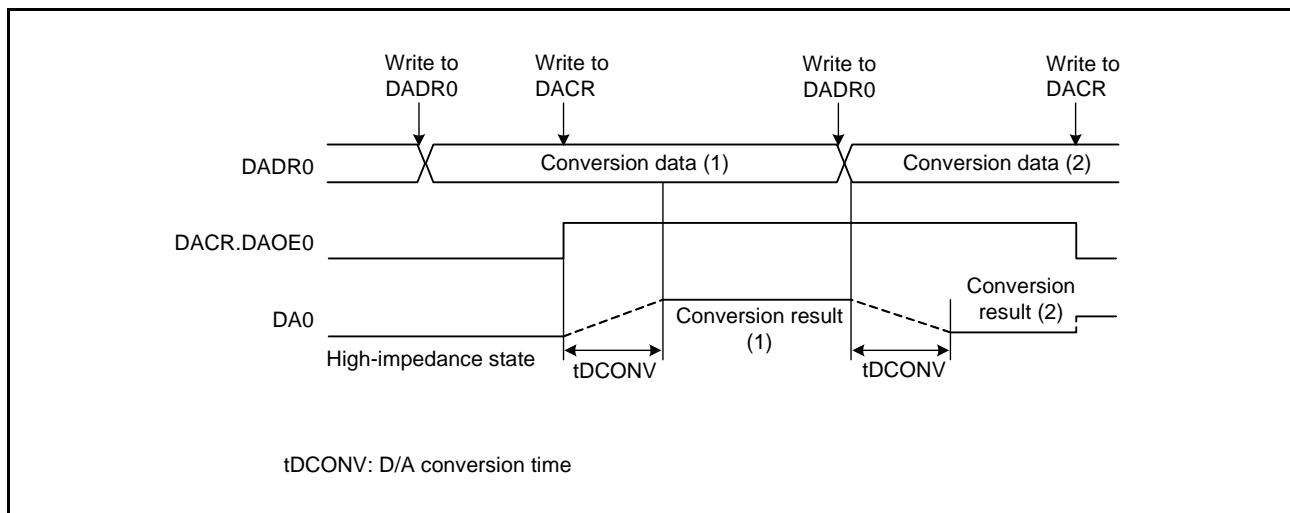 Write to
DADR0
Write to
DACR
Write to
DADR0
Write to
DACR
DADR0
Conversion data (1)
Conversion data (2)
DACR.DAOE0
DA0
Conversion result
(1)
Conversion
result (2)
High-impedance state
tDCONV
tDCONV
tDCONV: D/A conversion time